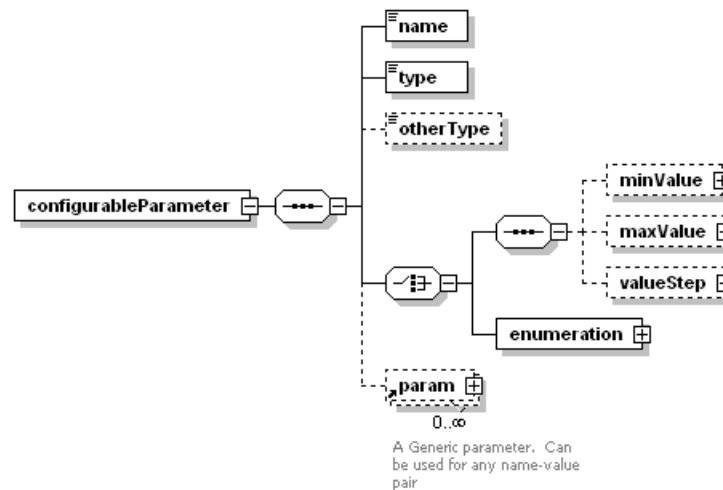 name
type
otherType
configurableParameter
minValue
maxValue
valueStep
enumeration
param
0..∞
A Generic parameter. Can
be used for any name-value
pair